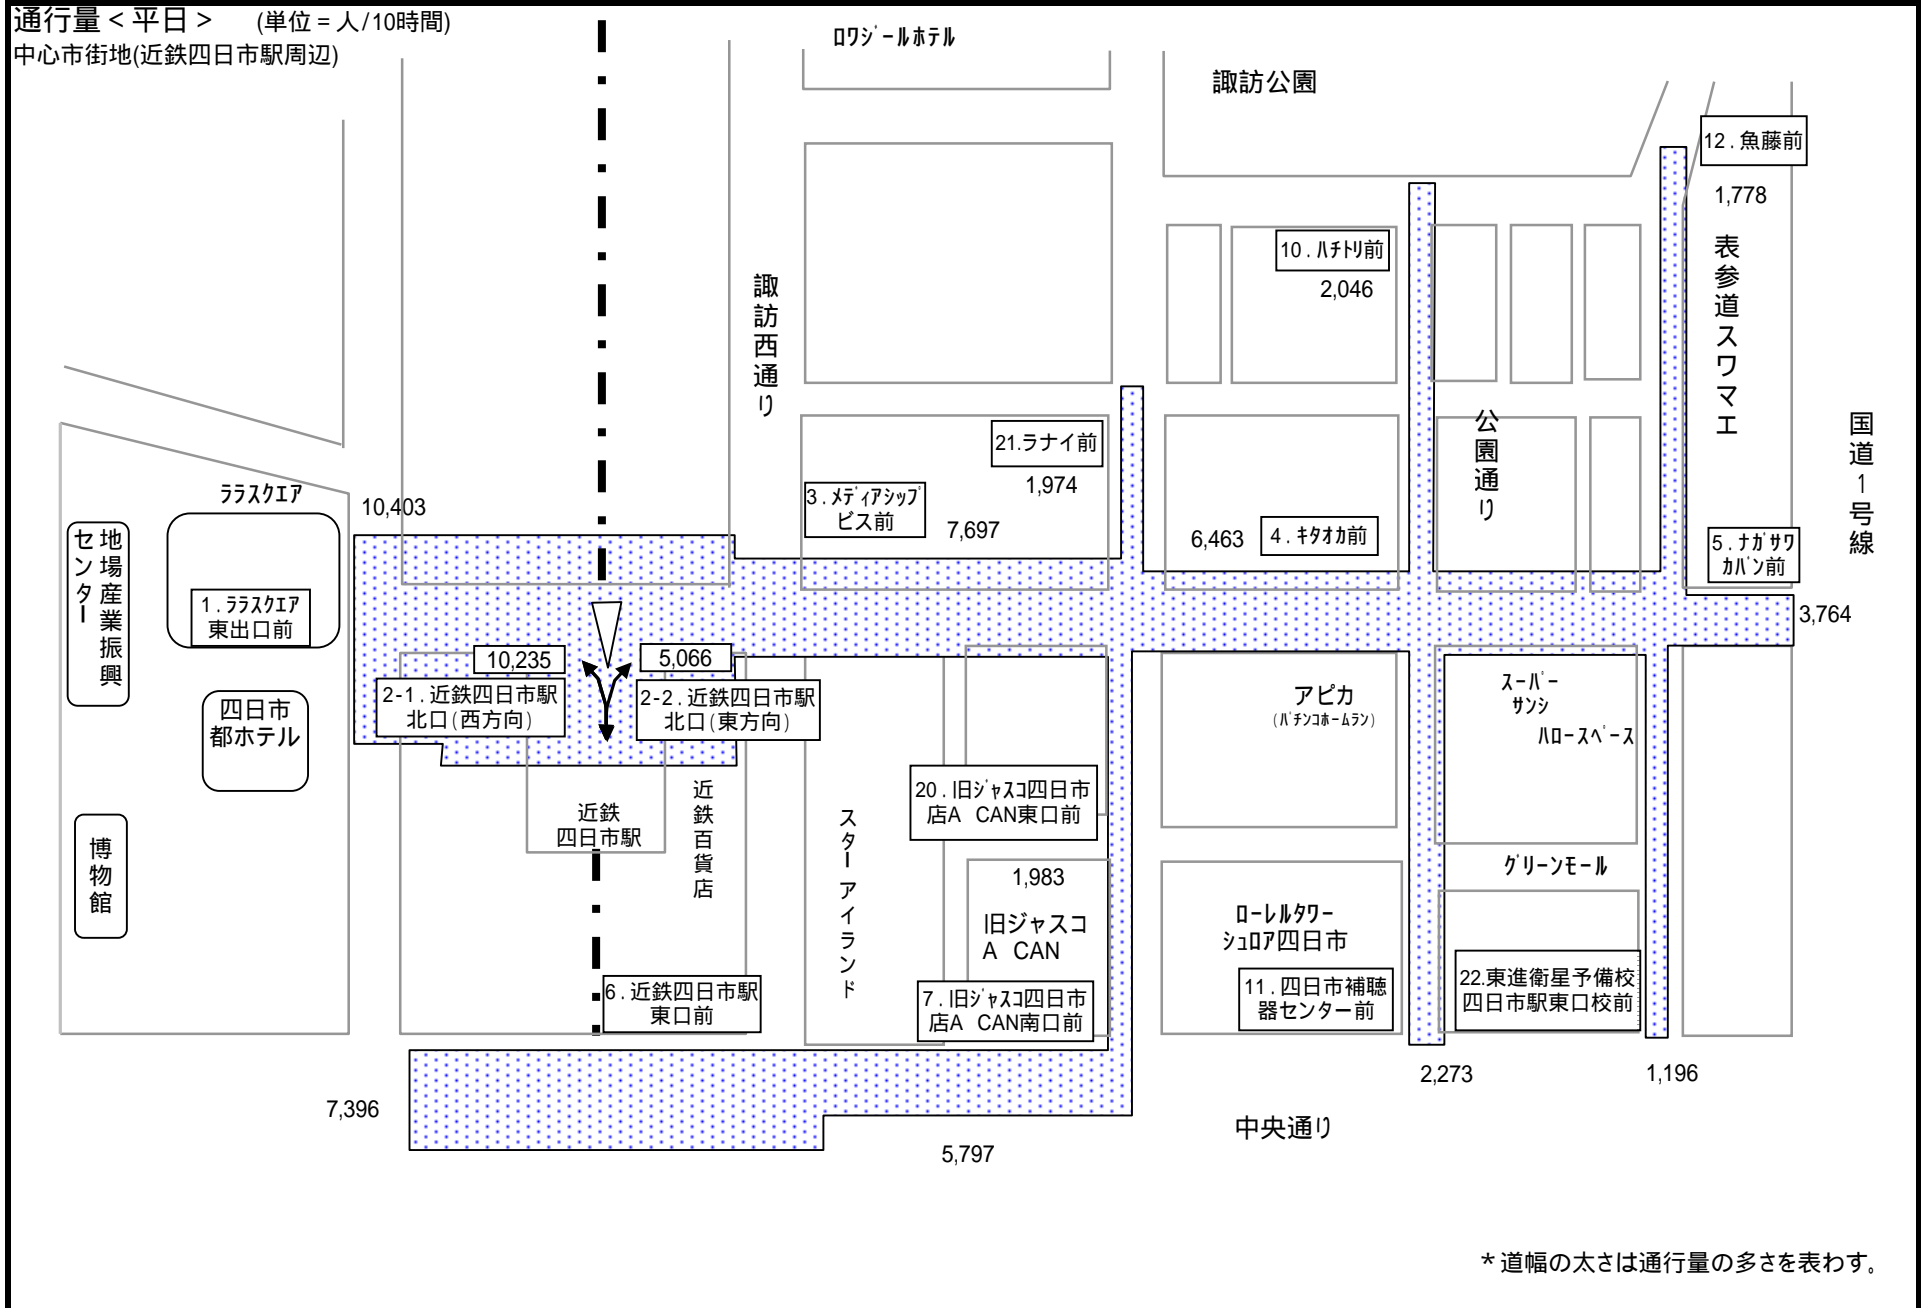 通行量＜平日＞　(単位＝人/10時間)
中心市街地(近鉄四日市駅周辺)
ﾛﾜｼﾞｰﾙﾎﾃﾙ
諏訪公園
12．魚藤前
1,778
表参道スワマエ
10．ﾊﾁﾄﾘ前
2,046
諏訪西通り
公園通り
国道1号線
21.ラナイ前
1,974
3．ﾒﾃﾞｨｱｼｯﾌﾟ
ビス前
7,697
6,463
4．ｷﾀｵｶ前
5．ﾅｶﾞｻﾜ
ｶﾊﾞﾝ前
3,764
ﾗﾗｽｸｴｱ
10,403
地場産業振興
センター
1．ﾗﾗｽｸｴｱ
東出口前
10,235
5,066
2-1．近鉄四日市駅
北口(西方向)
2-2．近鉄四日市駅
北口(東方向)
四日市
都ホテル
博物館
近鉄
四日市駅
近鉄百貨店
スターアイランド
アピカ
(ﾊﾟﾁﾝｺﾎｰﾑﾗﾝ)
ｽｰﾊﾟｰ
ｻﾝｼ
ﾊﾛｰｽﾍﾟｰｽ
20．旧ｼﾞｬｽｺ四日市
店A CAN東口前
1,983
旧ジャスコ
A CAN
ｸﾞﾘｰﾝﾓｰﾙ
ﾛｰﾚﾙﾀﾜｰ
ｼｭﾛｱ四日市
6．近鉄四日市駅
東口前
7．旧ｼﾞｬｽｺ四日市
店A CAN南口前
11．四日市補聴
器センター前
22.東進衛星予備校
四日市駅東口校前
2,273
1,196
7,396
5,797
中央通り
＊道幅の太さは通行量の多さを表わす。